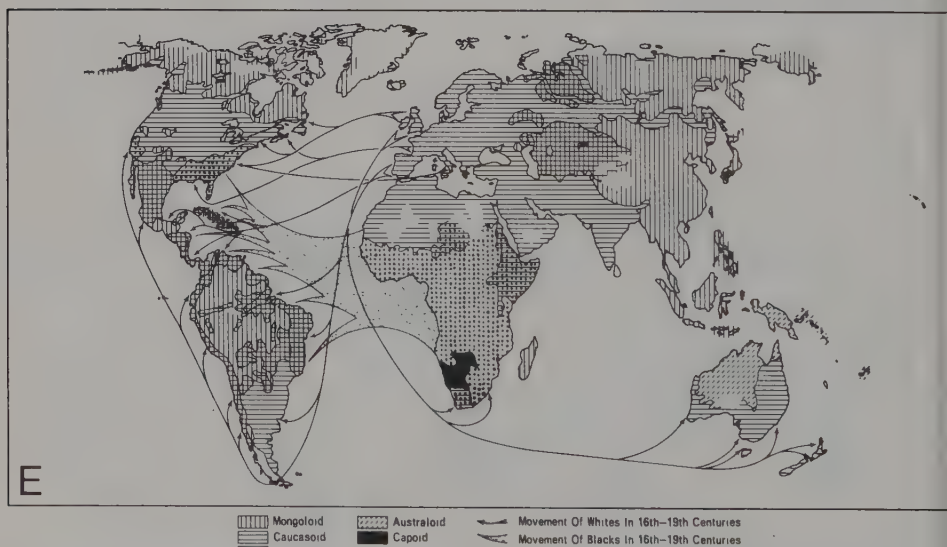 E
Mongoloid Australoid Movement Of Whites In 16th–19th Centuries
Caucasoid Capoid Movement Of Blacks In 16th–19th Centuries